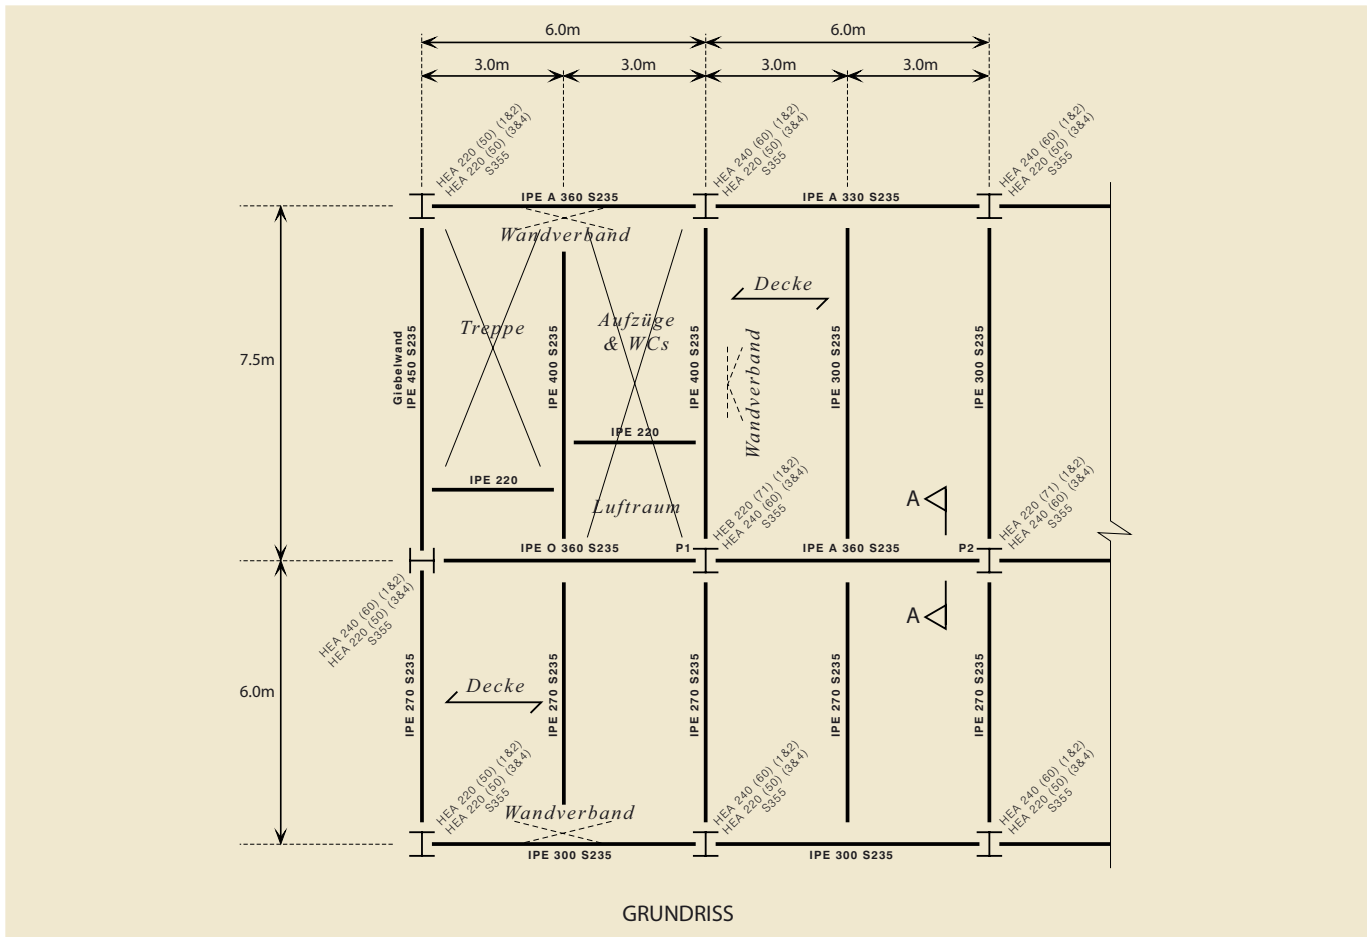 6.0m
6.0m
3.0m
3.0m
3.0m
3.0m
HEA 220 (50) (1&2)
HEA 220 (50) (3&4)
S355
HEA 240 (60) (1&2)
HEA 220 (50) (3&4)
S355
HEA 240 (60) (1&2)
HEA 220 (50) (3&4)
S355
IPE A 360 S235
IPE A 330 S235
Wandverband
Decke
Treppe
Aufzüge
& WCs
7.5m
Giebelwand
IPE 450 S235
IPE 400 S235
IPE 400 S235
Wandverband
IPE 300 S235
IPE 300 S235
IPE 220
IPE 220
Luftraum
HEB 220 (71) (1&2)
HEA 240 (60) (3&4)
S355
A
HEA 220 (71) (1&2)
HEA 240 (60) (3&4)
S355
IPE O 360 S235
P1
IPE A 360 S235
P2
HEA 240 (60) (1&2)
HEA 220 (50) (3&4)
S355
A
6.0m
Decke
IPE 270 S235
IPE 270 S235
IPE 270 S235
IPE 270 S235
IPE 270 S235
HEA 220 (50) (1&2)
HEA 220 (50) (3&4)
S355
HEA 240 (60) (1&2)
HEA 220 (50) (3&4)
S355
HEA 240 (60) (1&2)
HEA 220 (50) (3&4)
S355
Wandverband
IPE 300 S235
IPE 300 S235
GRUNDRISS